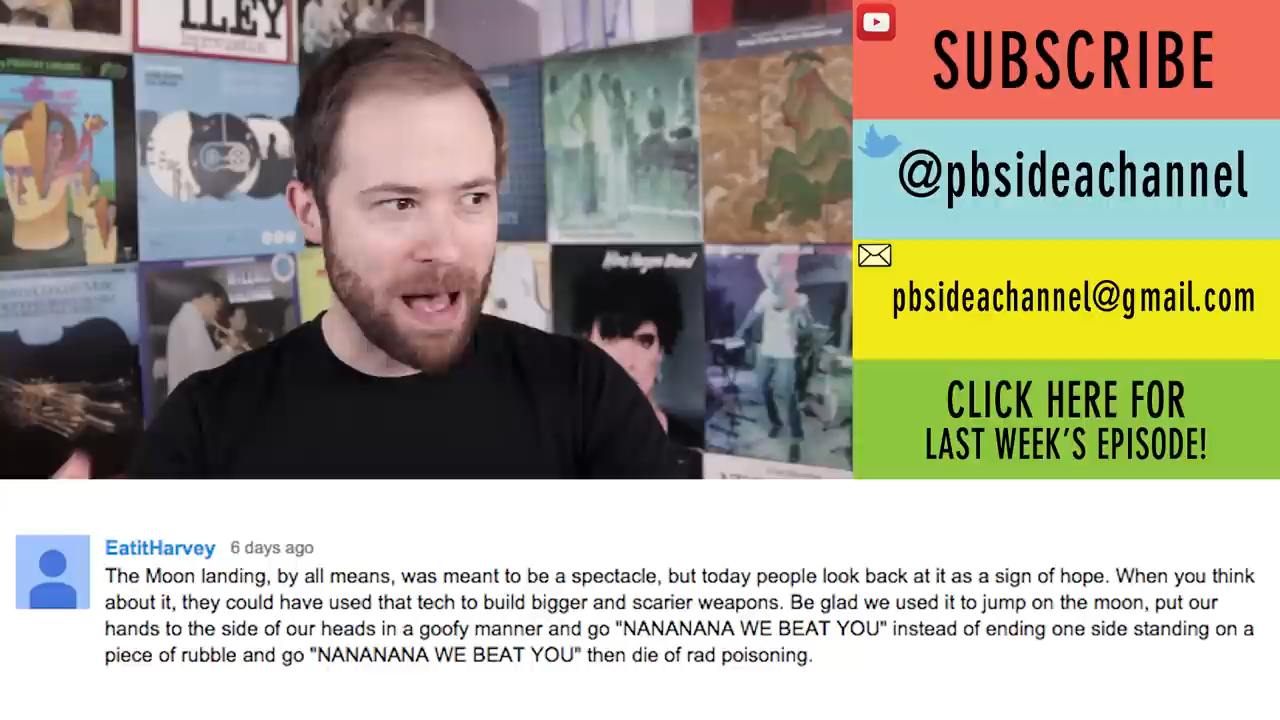 ILEY
SUBSCRIBE
@pbsideachannel
pbsideachannel@gmail.com
CLICK HERE FOR
LAST WEEK'S EPISODE!
EatitHarvey 6 days ago
The Moon landing, by all means, was meant to be a spectacle, but today people look back at it as a sign of hope. When you think
about it, they could have used that tech to build bigger and scarier weapons. Be glad we used it to jump on the moon, put our
hands to the side of our heads in a goofy manner and go "NANANANA WE BEAT YOU" instead of ending one side standing on a
piece of rubble and go "NANANANA WE BEAT YOU" then die of rad poisoning.